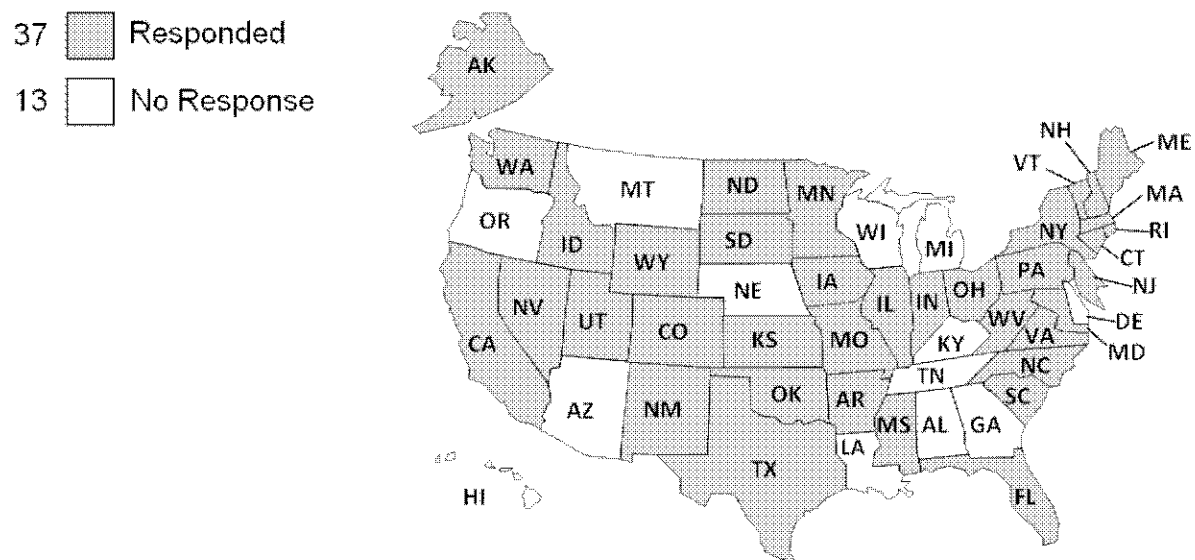 37 Responded
13 No Response
AK
NH
ME
VT
WA
MT
ND
MN
MA
OR
ID
WY
SD
WI
MI
NY
RI
CT
NV
UT
CO
NE
IA
IL
IN
OH
PA
NJ
CA
KS
MO
KY
WV
VA
DE
MD
AZ
NM
OK
AR
TN
NC
SC
TX
LA
MS
AL
GA
HI
FL